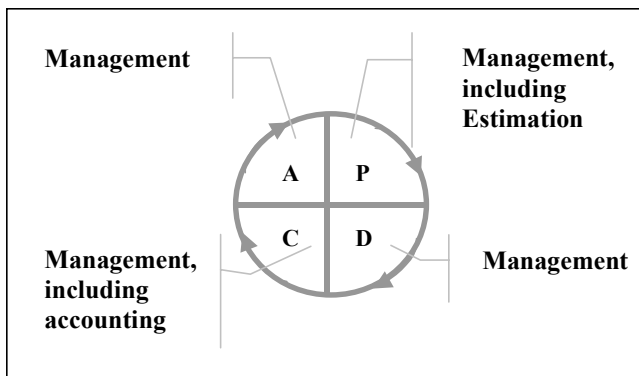 Management
Management,
including
Estimation
A
P
C
D
Management,
including
accounting
Management